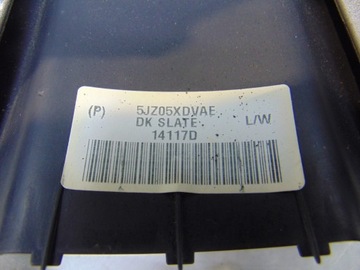 (P) 5JZ05XDVAE L/W
DK SLATE
14117D